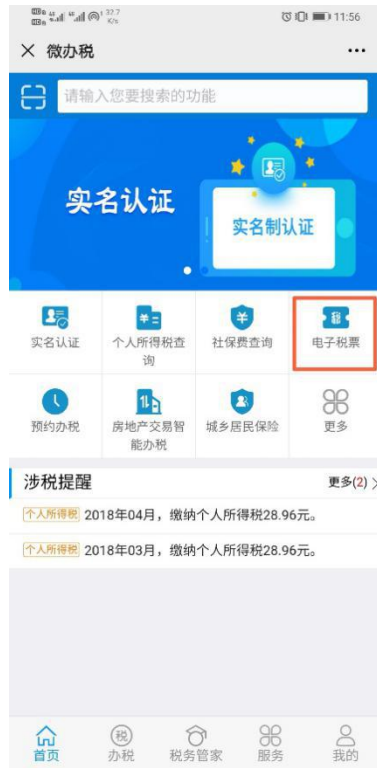 32.7
K/s
11:56
微办税
请输入您要搜索的功能
实名认证
实名制认证
实名认证
个人所得税查
询
社保费查询
税
电子税票
预约办税
房地产交易智
能办税
城乡居民保险
更多
涉税提醒
更多(2)
个人所得税 2018年04月，缴纳个人所得税28.96元。
个人所得税 2018年03月，缴纳个人所得税28.96元。
首页
税
办税
税务管家
服务
我的